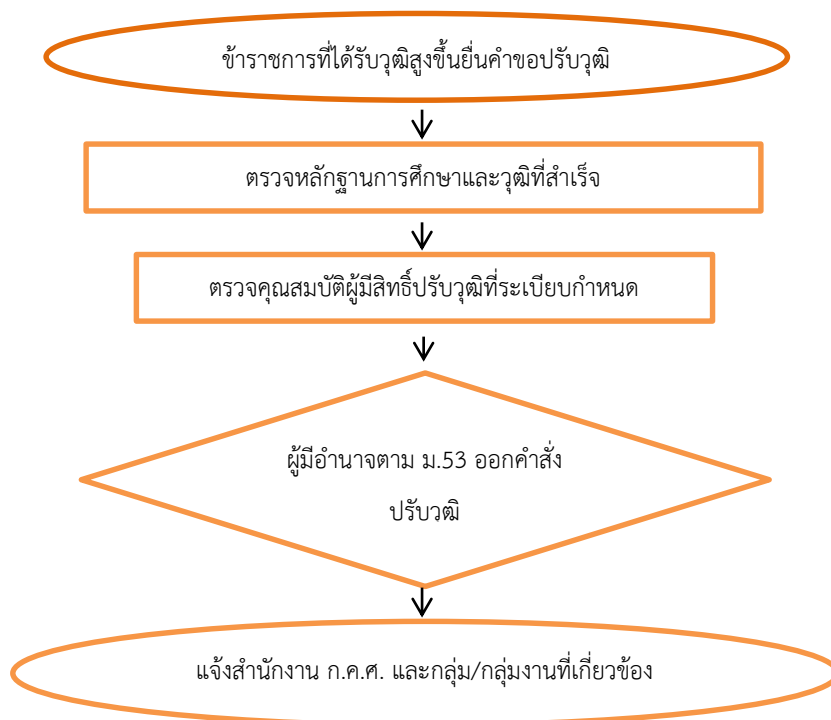 ข้าราชการที่ได้รับวุฒิสูงขึ้นยื่นคำขอปรับวุฒิ
ตรวจหลักฐานการศึกษาและวุฒิที่สำเร็จ
ตรวจคุณสมบัติผู้มีสิทธิ์ปรับวุฒิที่ระเบียบกำหนด
ผู้มีอำนาจตาม ม.53 ออกคำสั่ง
ปรับวฒิ
แจ้งสำนักงาน ก.ค.ศ. และกลุ่ม/กลุ่มงานที่เกี่ยวข้อง